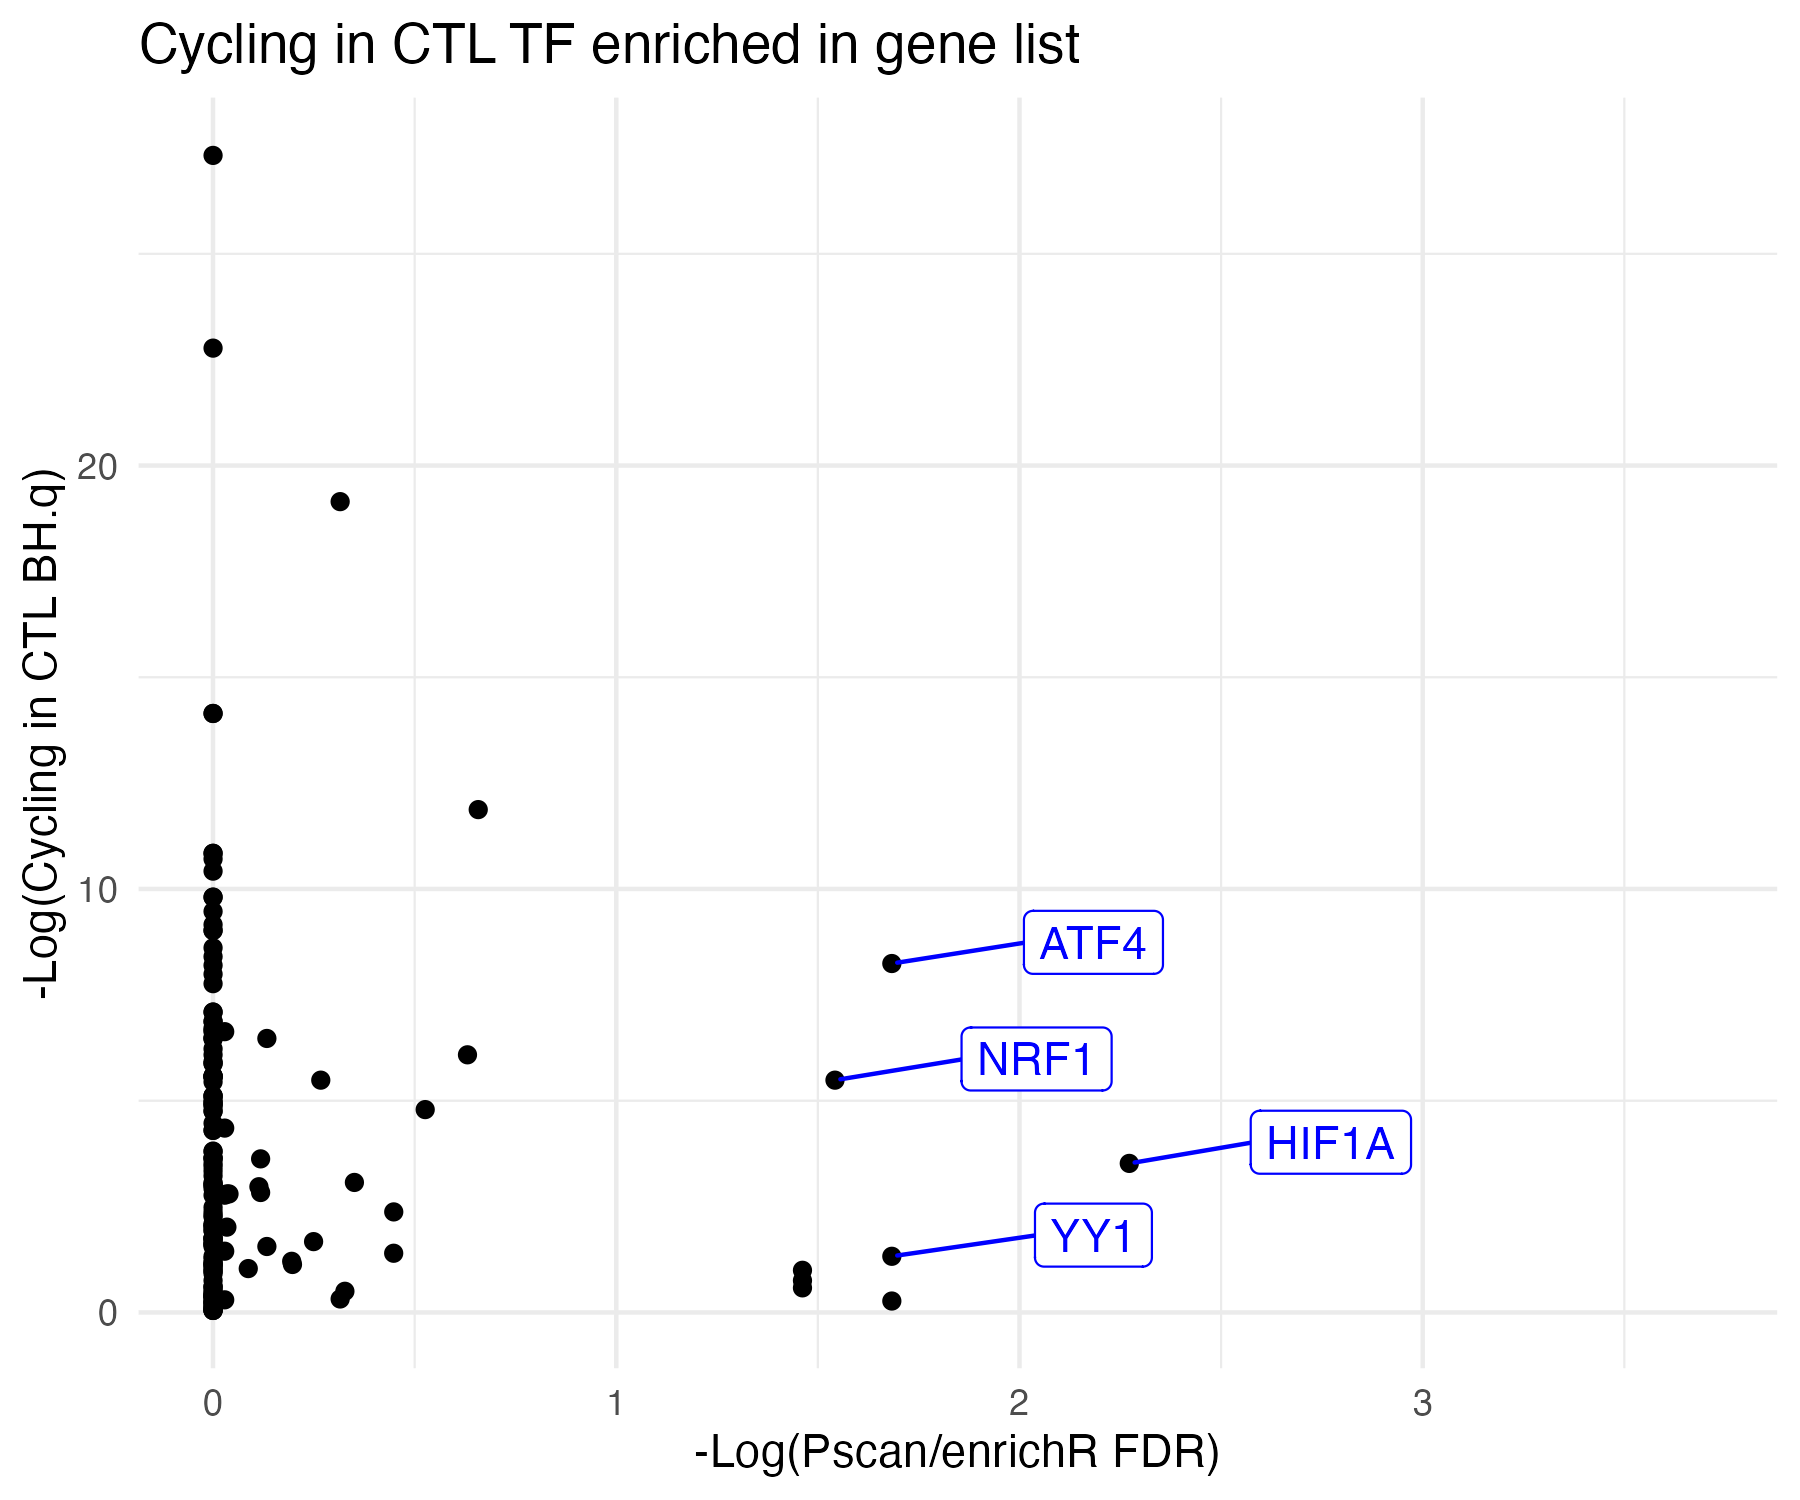 Cycling in CTL TF enriched in gene list
-Log(Cycling in CTL BH.q)
20
10
0
ATF4
NRF1
HIF1A
YY1
0 1 2 3
-Log(Pscan/enrichR FDR)